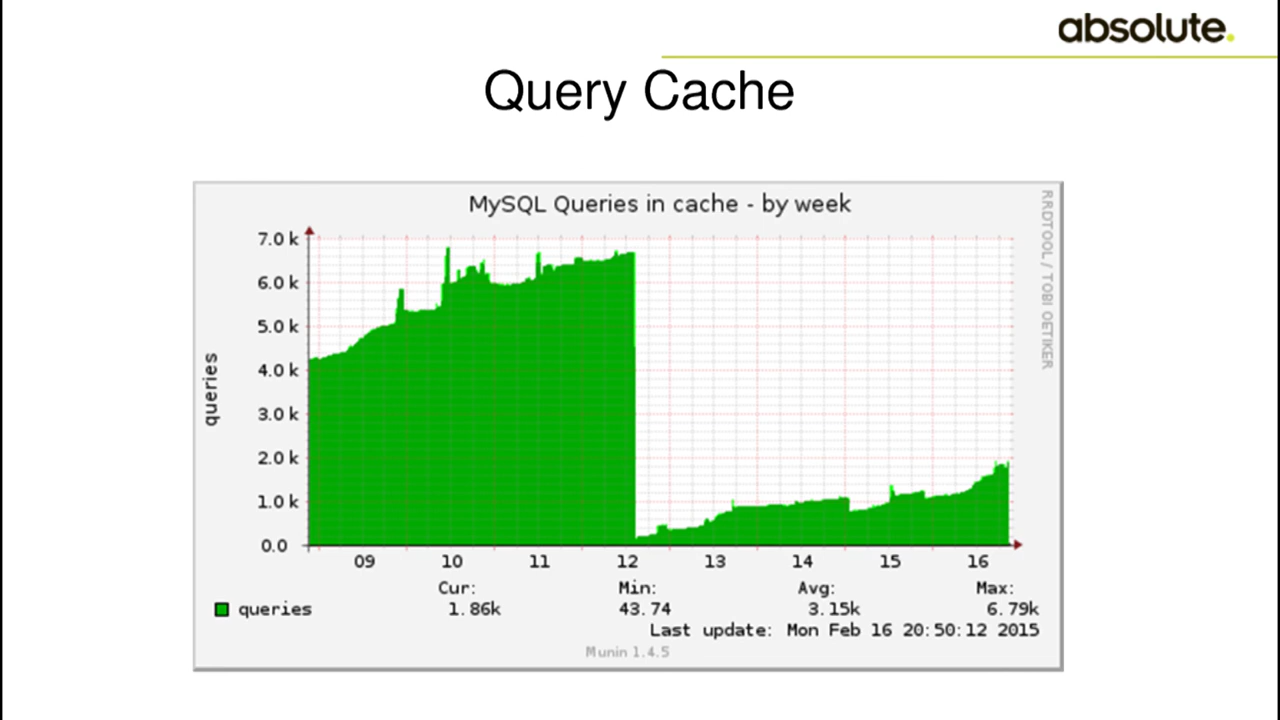 absolute.
Query Cache
MySQL Queries in cache - by week
RRDTOOL / TOBI OETIKER
queries
7.0 k
6.0 k
5.0 k
4.0 k
3.0 k
2.0 k
1.0 k
0.0
09 10 11 12 13 14 15 16
Cur: Min: Avg: Max:
queries 1.86k 43.74 3.15k 6.79k
Last update: Mon Feb 16 20:50:12 2015
Munin 1.4.5